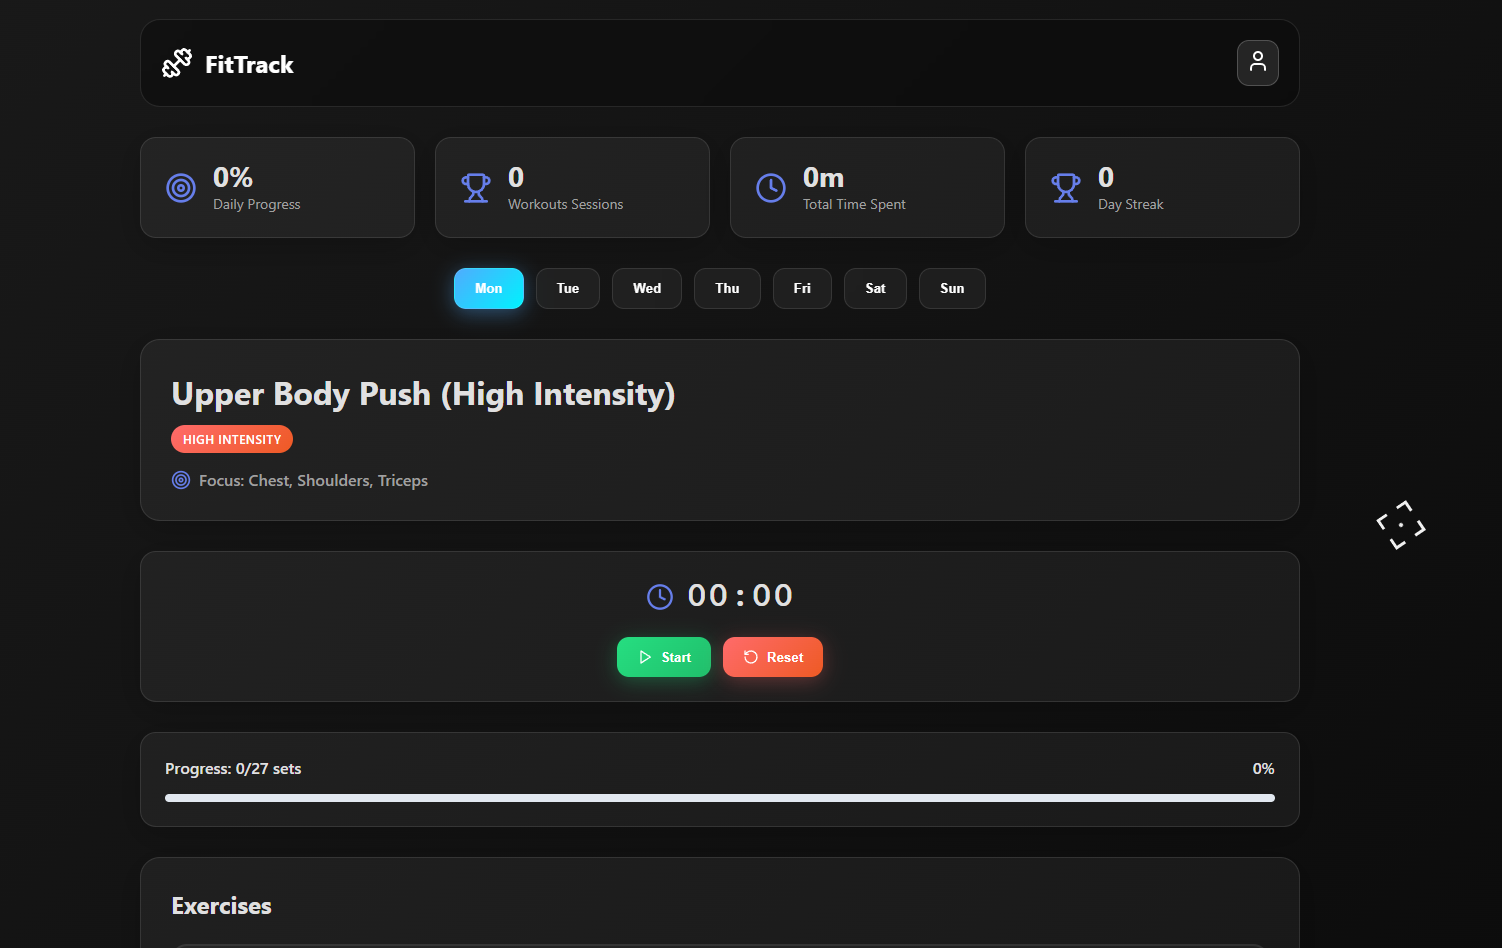 FitTrack
0%
Daily Progress
0
Workouts Sessions
0m
Total Time Spent
0
Day Streak
Mon Tue Wed Thu Fri Sat Sun
Upper Body Push (High Intensity)
HIGH INTENSITY
Focus: Chest, Shoulders, Triceps
00:00
Start Reset
Progress: 0/27 sets 0%
Exercises